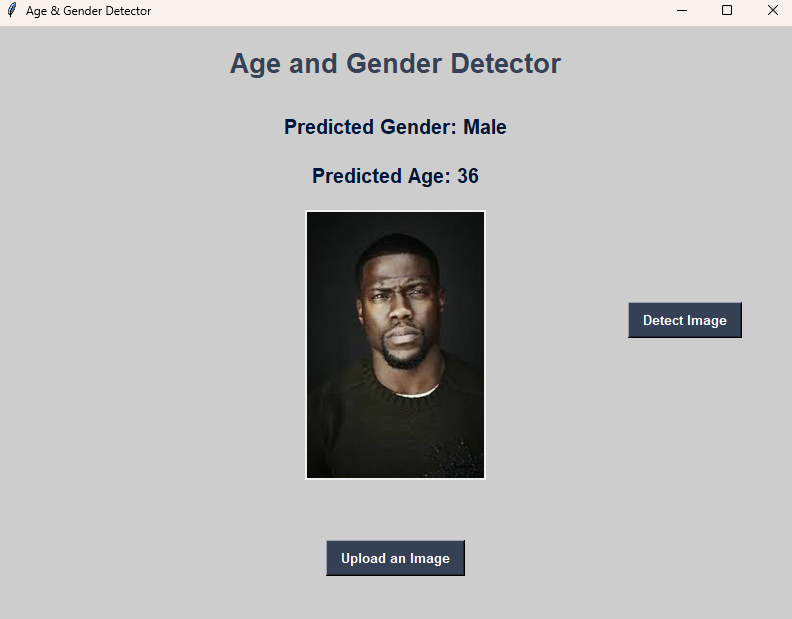 Age & Gender Detector
Age and Gender Detector
Predicted Gender: Male
Predicted Age: 36
Detect Image
Upload an Image